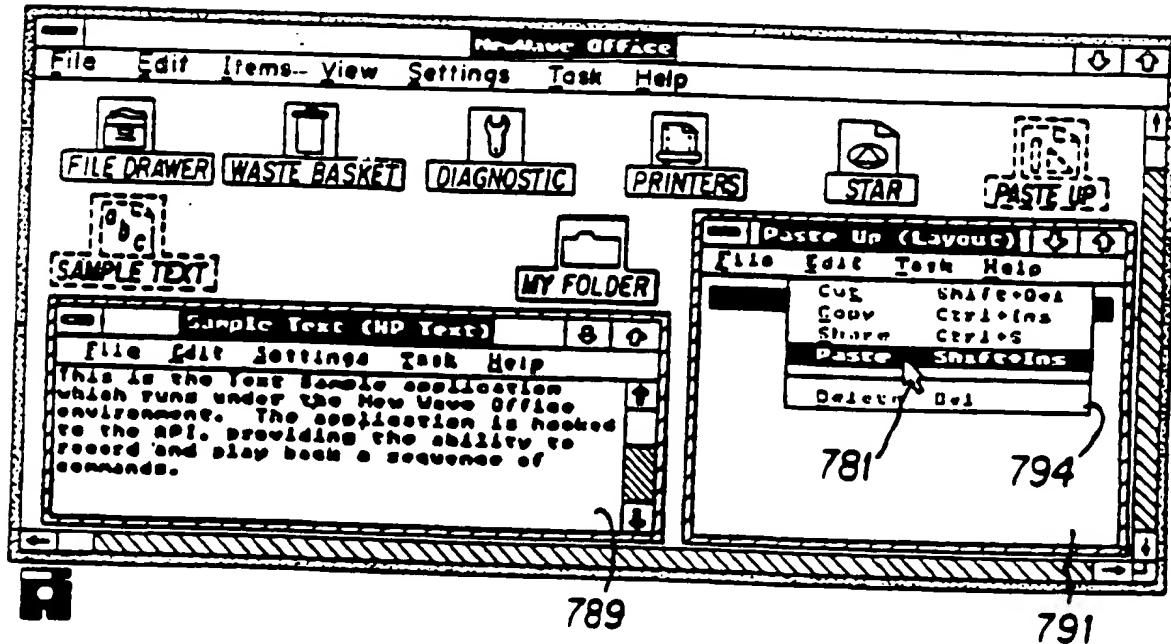 NewWave Office
File Edit Items View Settings Task Help
FILE DRAWER WASTE BASKET DIAGNOSTIC PRINTERS STAR PASTE UP
abc
SAMPLE TEXT
MY FOLDER
Paste Up (Layout)
File Edit Task Help
Cut Shift+Del
Copy Ctrl+Ins
Share Ctrl+S
Paste Shift+Ins
Delete Del
Sample Text (HP Text)
File Edit Settings Task Help
This is the Text Sample application
which runs under the New Wave Office
environment. The application is hooked
to the API, providing the ability to
record and play back a sequence of
commands.
781
794
789
791